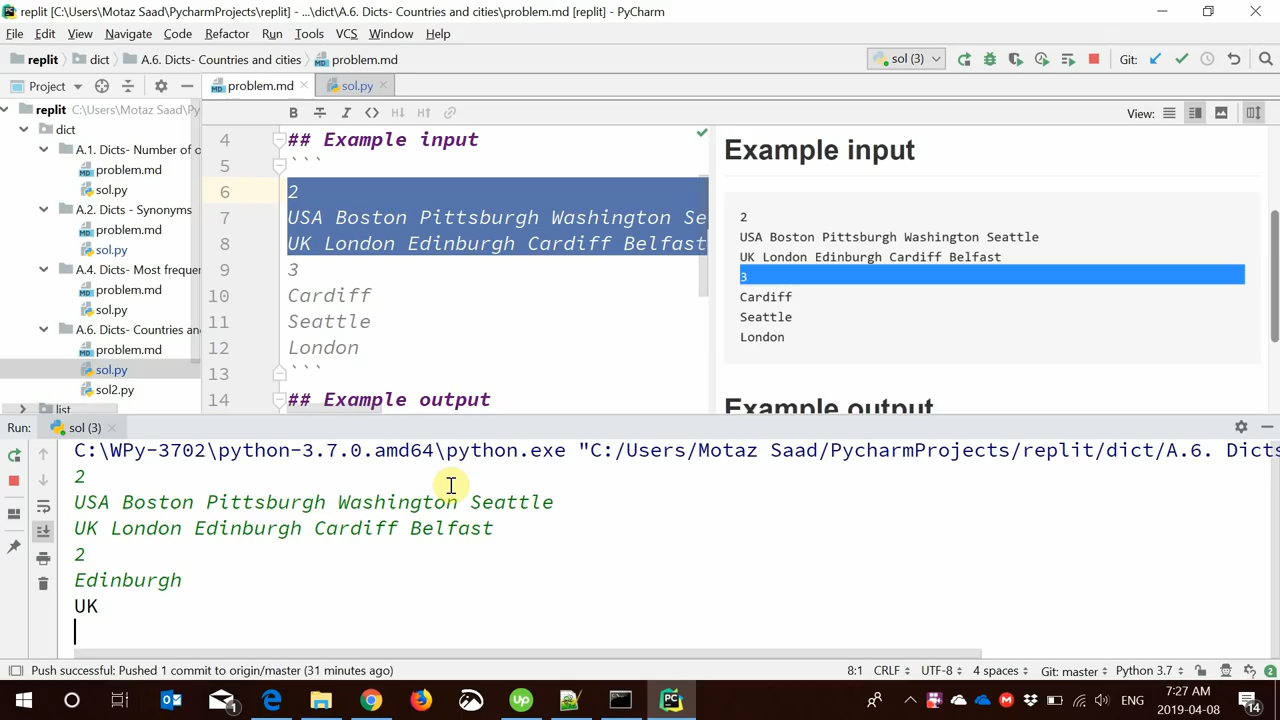 replit [C:\Users\Motaz Saad\PycharmProjects\replit] - ...\dict\A.6. Dicts- Countries and cities\problem.md [replit] - PyCharm
File Edit View Navigate Code Refactor Run Tools VCS Window Help
replit dict A.6. Dicts- Countries and cities problem.md sol (3) Git:
Project problem.md sol.py
View:
replit C:\Users\Motaz Saad\Py
dict
A.1. Dicts- Number of o
problem.md
sol.py
A.2. Dicts - Synonyms
problem.md
sol.py
A.4. Dicts- Most freque
problem.md
sol.py
A.6. Dicts- Countries an
problem.md
sol.py
sol2.py
list
4 ## Example input
5 ```
6 2
7 USA Boston Pittsburgh Washington Se
8 UK London Edinburgh Cardiff Belfast
9 3
10 Cardiff
11 Seattle
12 London
13 ```
14 ## Example output
Example input
2
USA Boston Pittsburgh Washington Seattle
UK London Edinburgh Cardiff Belfast
3
Cardiff
Seattle
London
Example output
Run: sol (3)
C:\WPy-3702\python-3.7.0.amd64\python.exe "C:/Users/Motaz Saad/PycharmProjects/replit/dict/A.6. Dicts
2
USA Boston Pittsburgh Washington Seattle
UK London Edinburgh Cardiff Belfast
2
Edinburgh
UK
Push successful: Pushed 1 commit to origin/master (31 minutes ago) 8:1 CRLF UTF-8 4 spaces Git: master Python 3.7 2
ENG 7:27 AM
2019-04-08 14